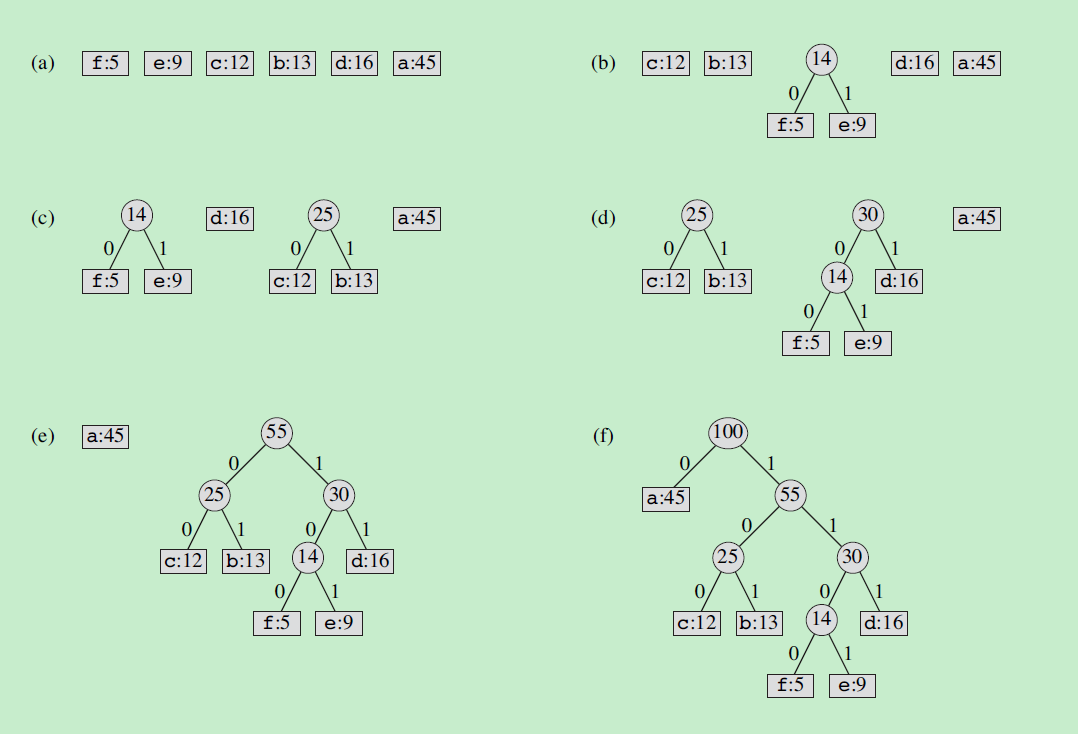 (a) f:5 e:9 c:12 b:13 d:16 a:45
(b) c:12 b:13 14 d:16 a:45
0 1
f:5 e:9
(c) 14 d:16 25 a:45
0 1 0 1
f:5 e:9 c:12 b:13
(d) 25 30 a:45
0 1 0 1
c:12 b:13 14 d:16
0 1
f:5 e:9
(e) a:45 55
0 1
25 30
0 1 0 1
c:12 b:13 14 d:16
0 1
f:5 e:9
(f) 100
0 1
a:45 55
0 1
25 30
0 1 0 1
c:12 b:13 14 d:16
0 1
f:5 e:9